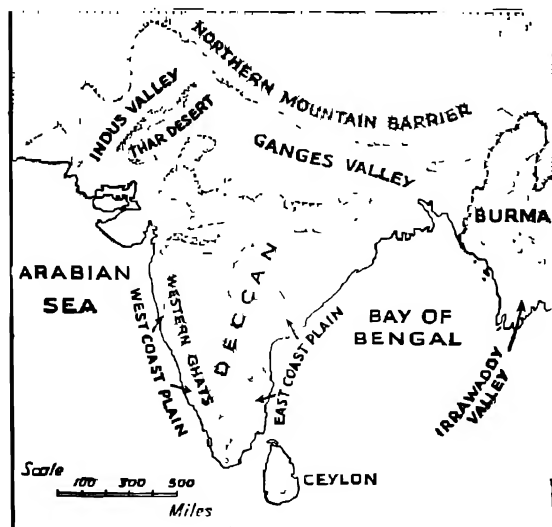 NORTHERN MOUNTAIN BARRIER
INDUS VALLEY
THAR DESERT
GANGES VALLEY
BURMA
ARABIAN
SEA
WEST COAST PLAIN
WESTERN GHATS
DECCAN
EAST COAST PLAIN
BAY OF
BENGAL
IRRAWADDY
VALLEY
CEYLON
Scale
100 300 500
Miles